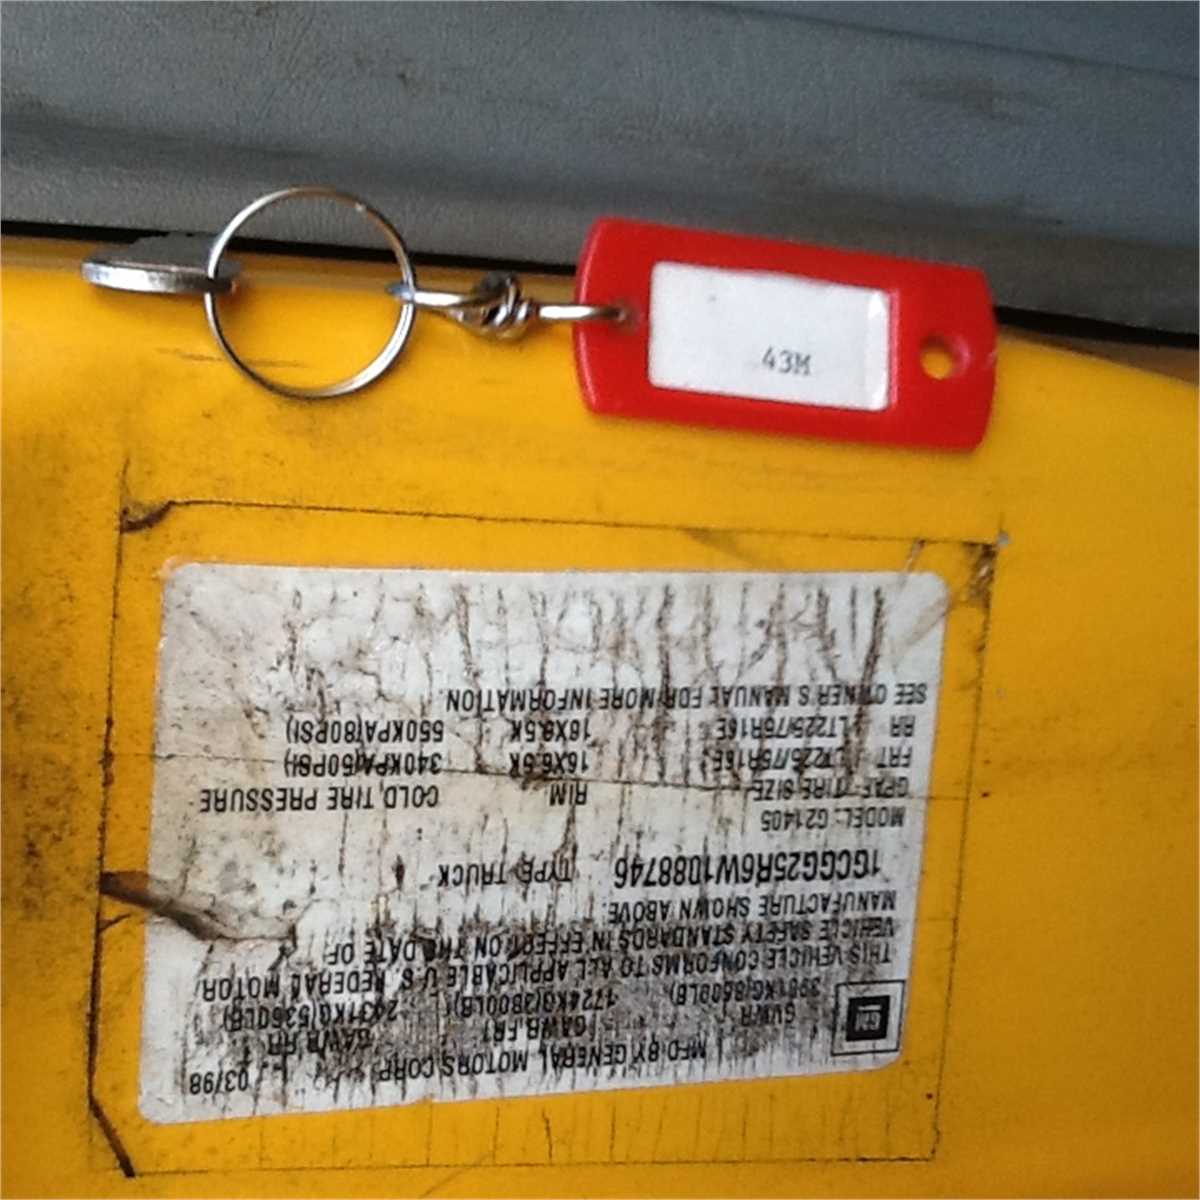 43M
MFD BY GENERAL MOTORS CORP 03/98
GM
GVWR GAWR FRT GAWR RR
3901KG(8600LB) 1724KG(3800LB) 2431KG(5360LB)
THIS VEHICLE CONFORMS TO ALL APPLICABLE U.S. FEDERAL MOTOR
VEHICLE SAFETY STANDARDS IN EFFECT ON THE DATE OF
MANUFACTURE SHOWN ABOVE.
1GCGG25R6W1088746 TYPE: TRUCK
MODEL: G21405
TIRE SIZE RIM COLD TIRE PRESSURE
FRT LT225/75R16E 16X6.5K 340KPA(50PSI)
RR LT225/75R16E 16X6.5K 550KPA(80PSI)
SEE OWNER'S MANUAL FOR MORE INFORMATION.